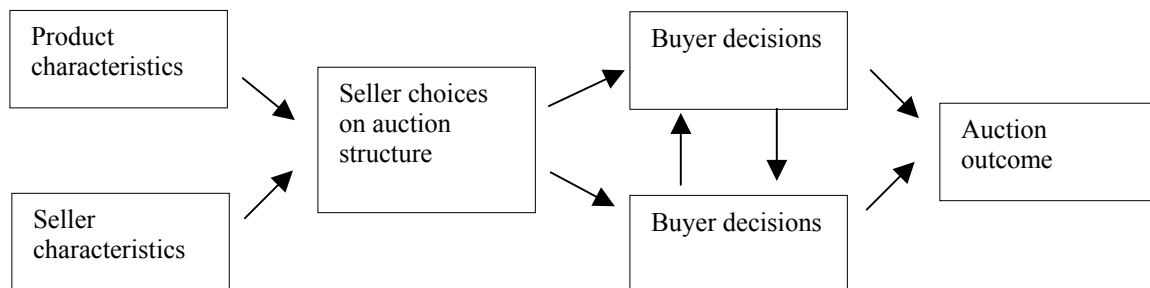 Product
characteristics
Seller
characteristics
Seller choices
on auction
structure
Buyer decisions
Buyer decisions
Auction
outcome